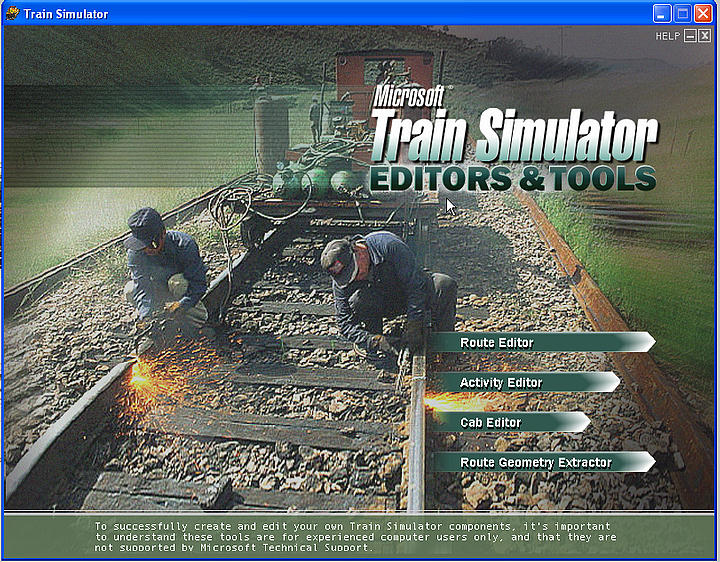 Train Simulator
HELP
Microsoft®
Train Simulator
EDITORS & TOOLS
Route Editor
Activity Editor
Cab Editor
Route Geometry Extractor
To successfully create and edit your own Train Simulator components, it's important
to understand these tools are for experienced computer users only, and that they are
not supported by Microsoft Technical Support.